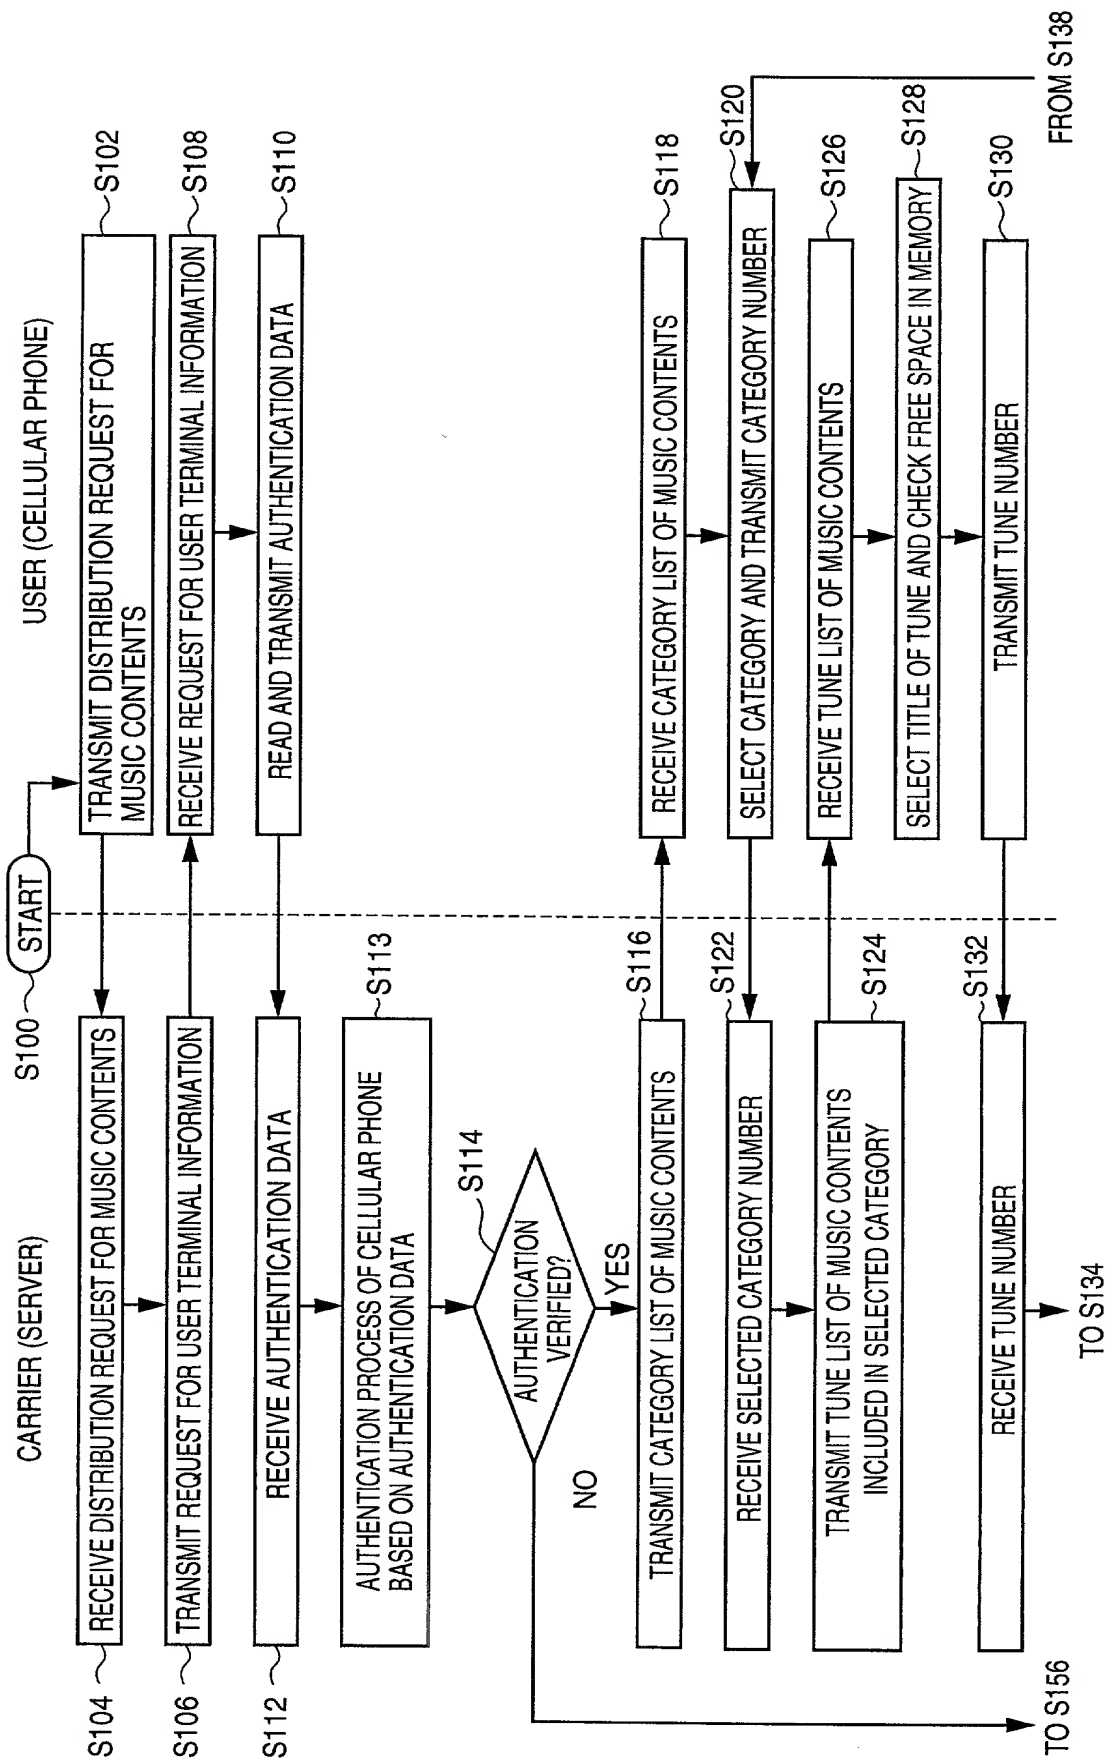 CARRIER (SERVER)
USER (CELLULAR PHONE)
S100
START
S104
RECEIVE DISTRIBUTION REQUEST FOR MUSIC CONTENTS
TRANSMIT DISTRIBUTION REQUEST FOR
MUSIC CONTENTS
S102
S106
TRANSMIT REQUEST FOR USER TERMINAL INFORMATION
RECEIVE REQUEST FOR USER TERMINAL INFORMATION
S108
S112
RECEIVE AUTHENTICATION DATA
READ AND TRANSMIT AUTHENTICATION DATA
S110
AUTHENTICATION PROCESS OF CELLULAR PHONE
BASED ON AUTHENTICATION DATA
S113
AUTHENTICATION
VERIFIED?
S114
NO
YES
TRANSMIT CATEGORY LIST OF MUSIC CONTENTS
S116
RECEIVE CATEGORY LIST OF MUSIC CONTENTS
S118
RECEIVE SELECTED CATEGORY NUMBER
S122
SELECT CATEGORY AND TRANSMIT CATEGORY NUMBER
S120
TRANSMIT TUNE LIST OF MUSIC CONTENTS
INCLUDED IN SELECTED CATEGORY
S124
RECEIVE TUNE LIST OF MUSIC CONTENTS
S126
SELECT TITLE OF TUNE AND CHECK FREE SPACE IN MEMORY
S128
RECEIVE TUNE NUMBER
S132
TRANSMIT TUNE NUMBER
S130
TO S156
TO S134
FROM S138